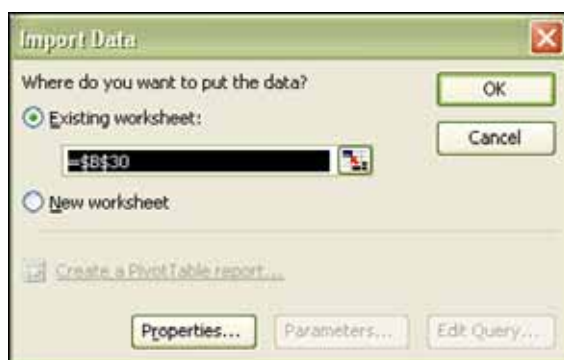 Import Data
Where do you want to put the data?
OK
Existing worksheet:
Cancel
=$B$30
New worksheet
Create a PivotTable report...
Properties...
Parameters...
Edit Query...